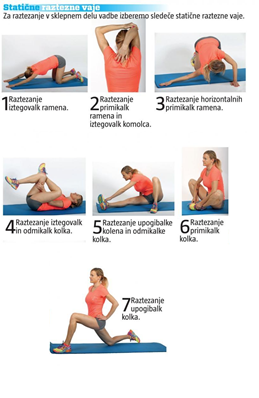 Statične raztezne vaje
Za raztezanje v sklepnem delu vadbe izberemo sledeče statične raztezne vaje.
1 Raztezanje
iztegovalk ramena.
2 Raztezanje
primikalk
ramena in
iztegovalk komolca.
3 Raztezanje horizontalnih
primikalk ramena.
4 Raztezanje iztegovalk
in odmikalk kolka.
5 Raztezanje upogibalke
kolena in odmikalke
kolka.
6 Raztezanje
primikalk
kolka.
7 Raztezanje
upogibalk
kolka.